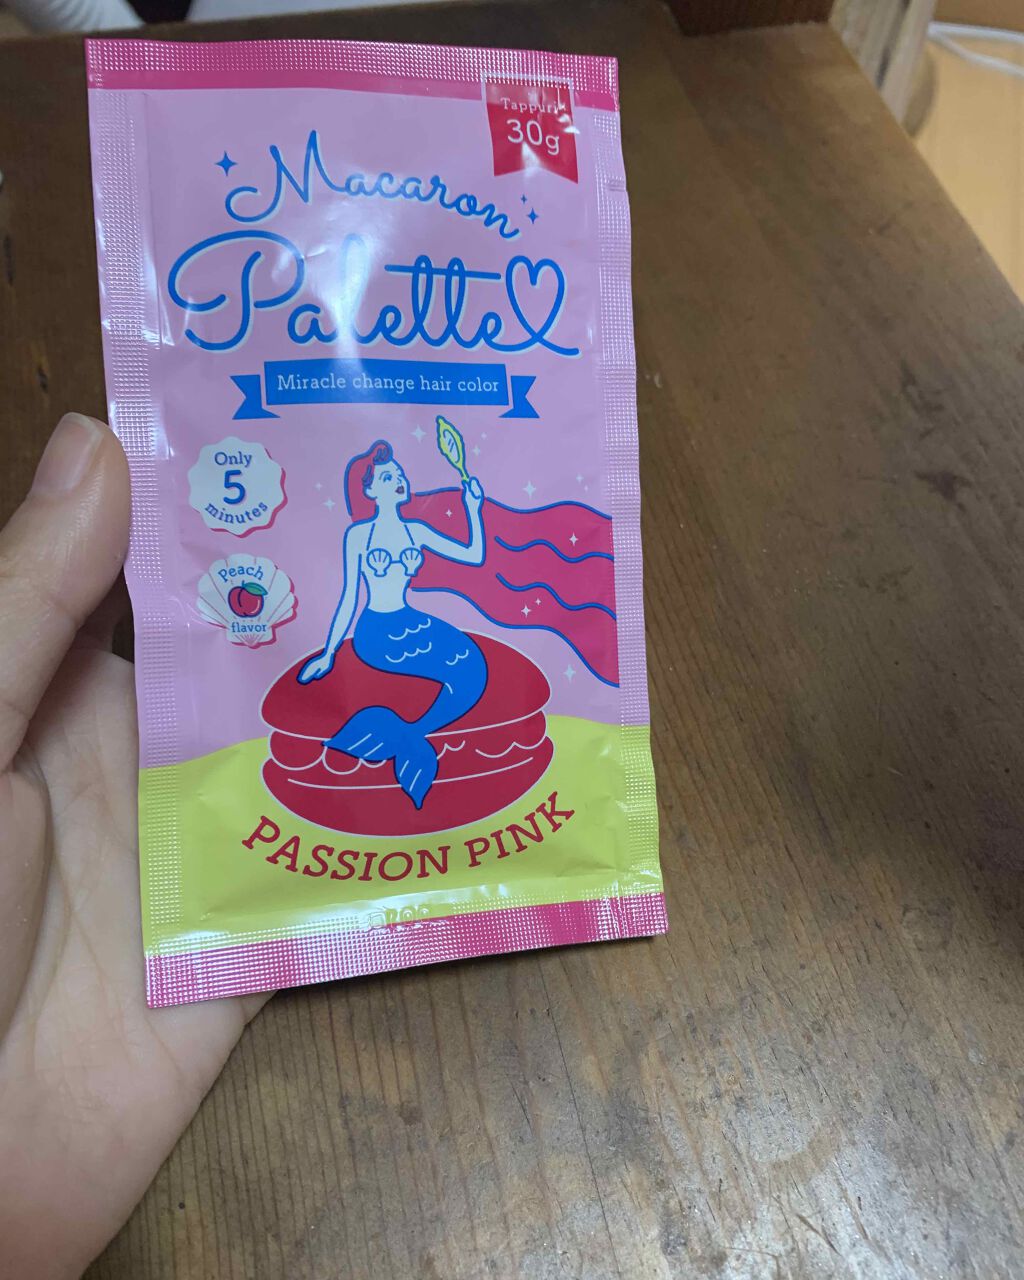 Tappuri
30g
Macaron
Palette
Miracle change hair color
Only
5
minutes
Peach
flavor
PASSION PINK